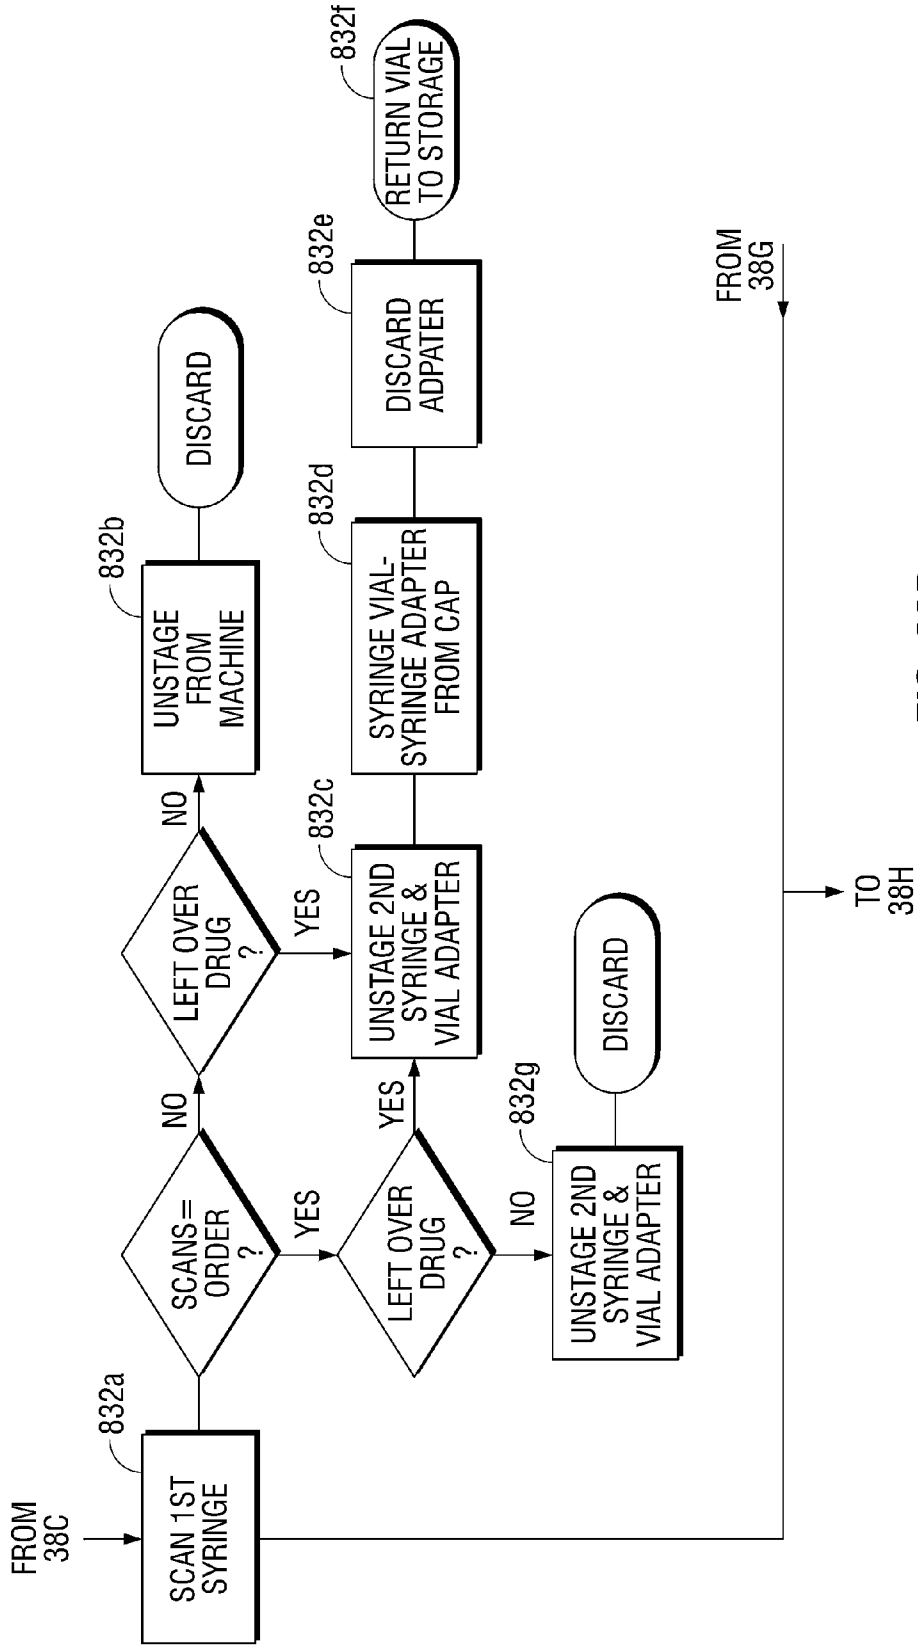 FROM
38C
832a
SCAN 1ST
SYRINGE
SCANS=
ORDER
?
NO
YES
LEFT OVER
DRUG
?
NO
YES
832b
UNSTAGE
FROM
MACHINE
DISCARD
LEFT OVER
DRUG
?
YES
NO
832c
UNSTAGE 2ND
SYRINGE &
VIAL ADAPTER
832d
SYRINGE VIAL-
SYRINGE ADAPTER
FROM CAP
832e
DISCARD
ADPATER
832f
RETURN VIAL
TO STORAGE
832g
UNSTAGE 2ND
SYRINGE &
VIAL ADAPTER
DISCARD
FROM
38G
TO
38H